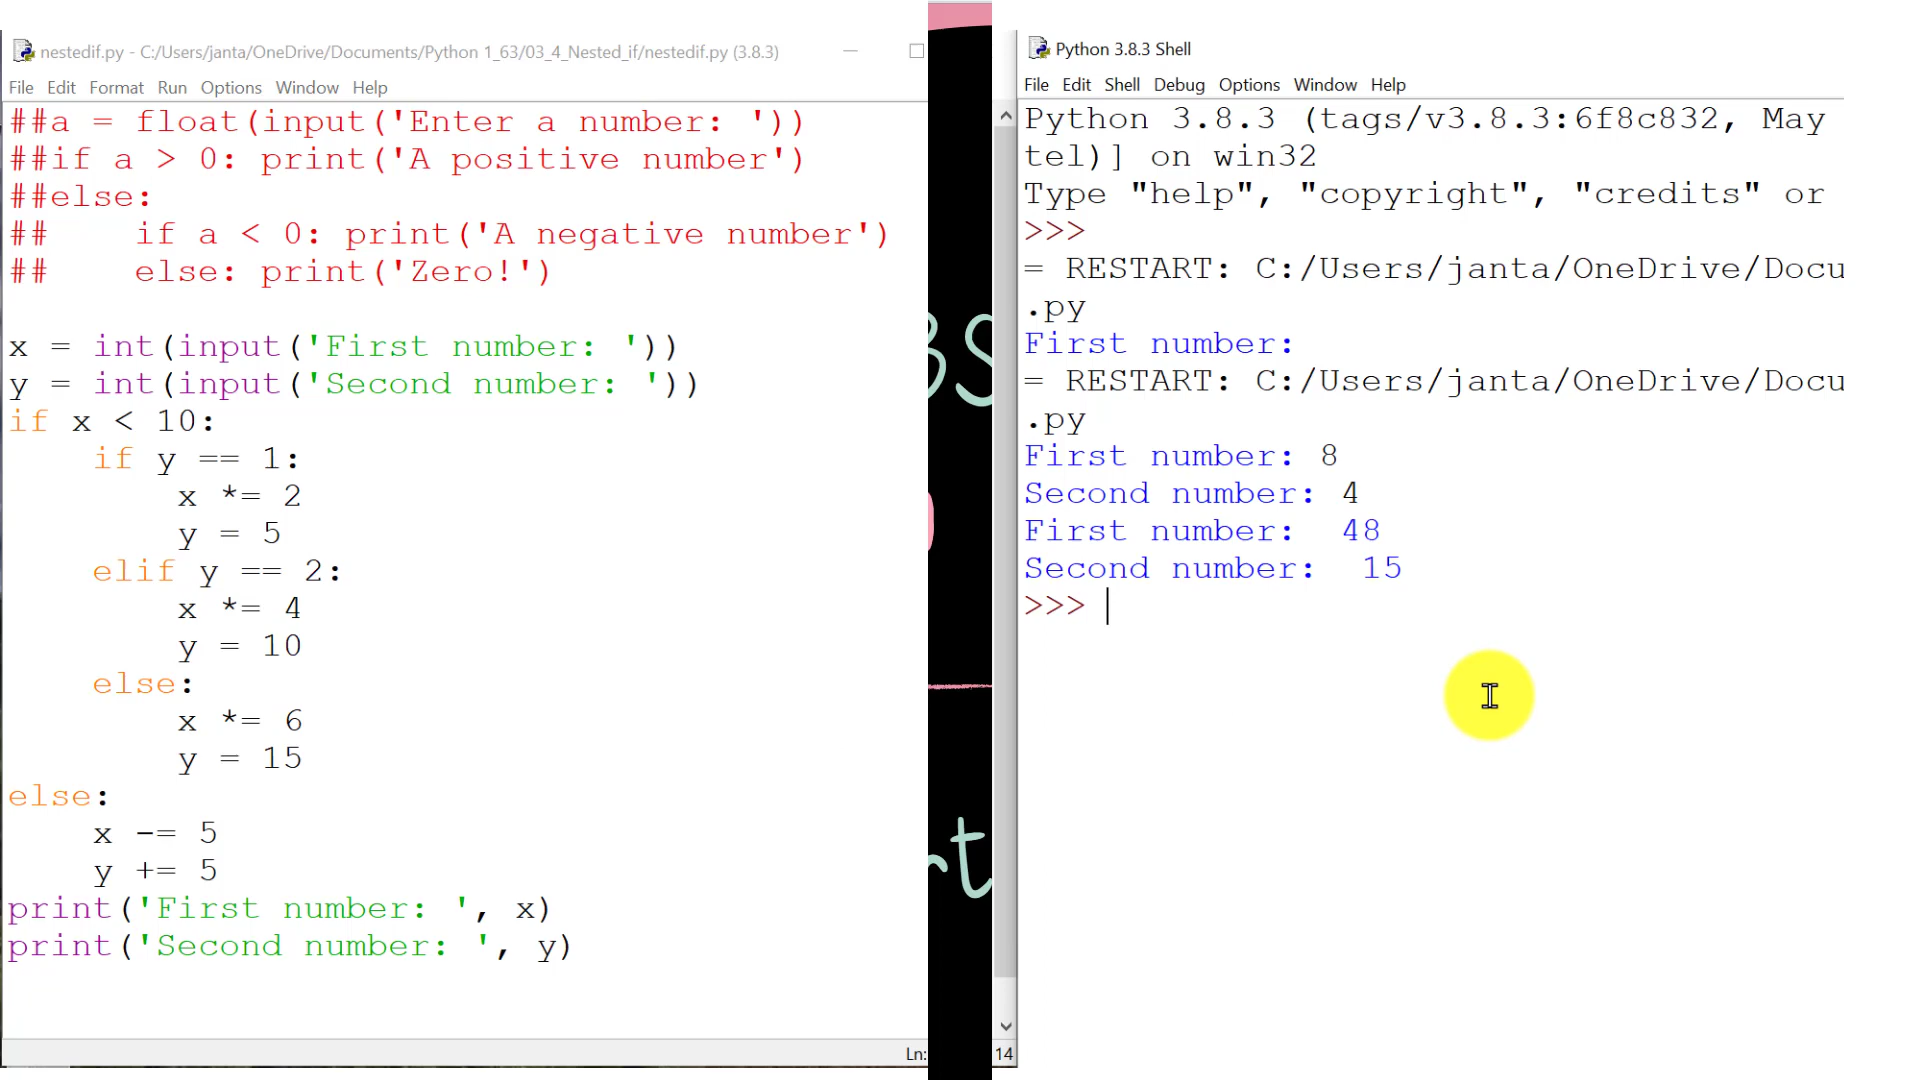 nestedif.py - C:/Users/janta/OneDrive/Documents/Python 1_63/03_4_Nested_if/nestedif.py (3.8.3)
File Edit Format Run Options Window Help
##a = float(input('Enter a number: '))
##if a > 0: print('A positive number')
##else:
##    if a < 0: print('A negative number')
##    else: print('Zero!')
x = int(input('First number: '))
y = int(input('Second number: '))
if x < 10:
    if y == 1:
        x *= 2
        y = 5
    elif y == 2:
        x *= 4
        y = 10
    else:
        x *= 6
        y = 15
else:
    x -= 5
    y += 5
print('First number: ', x)
print('Second number: ', y)
Ln:
Python 3.8.3 Shell
File Edit Shell Debug Options Window Help
Python 3.8.3 (tags/v3.8.3:6f8c832, May
tel)] on win32
Type "help", "copyright", "credits" or
>>>
= RESTART: C:/Users/janta/OneDrive/Docu
.py
First number:
= RESTART: C:/Users/janta/OneDrive/Docu
.py
First number: 8
Second number: 4
First number:  48
Second number:  15
>>>
14